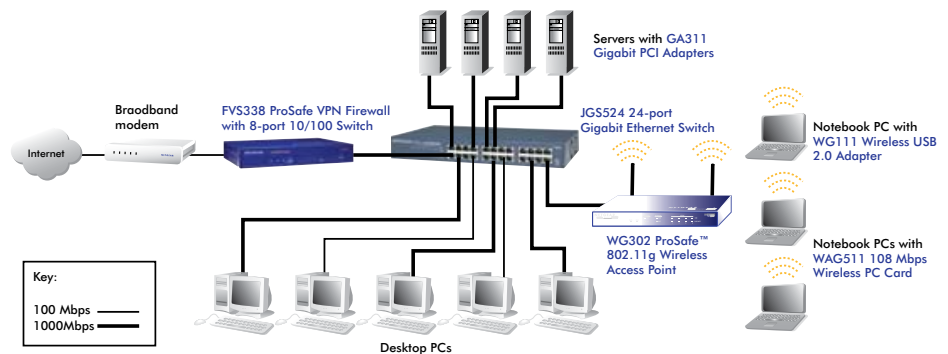 Servers with GA311
Gigabit PCI Adapters
Braodband
modem
FVS338 ProSafe VPN Firewall
with 8-port 10/100 Switch
JGS524 24-port
Gigabit Ethernet Switch
Internet
Notebook PC with
WG111 Wireless USB
2.0 Adapter
WG302 ProSafe™
802.11g Wireless
Access Point
Notebook PCs with
WAG511 108 Mbps
Wireless PC Card
Key:
100 Mbps
1000Mbps
Desktop PCs